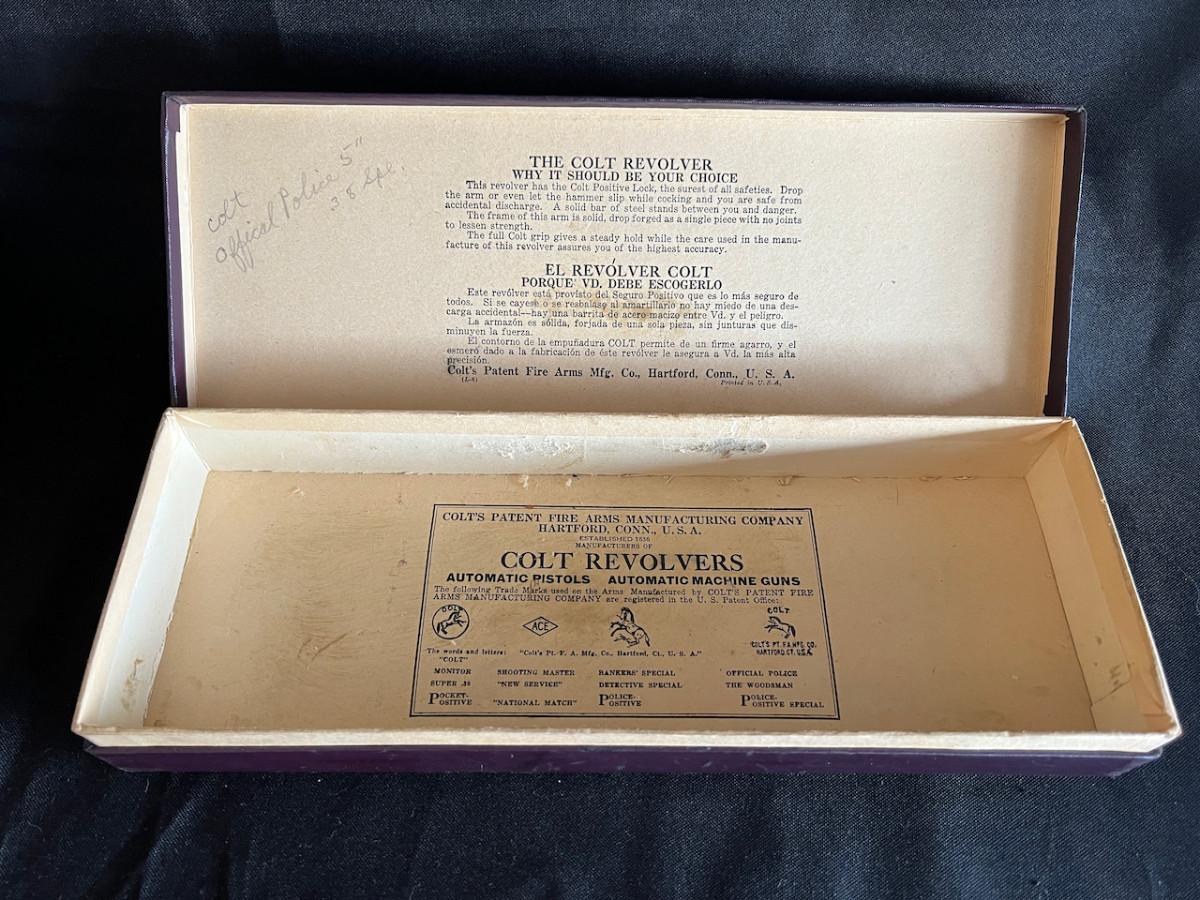 colt
offical Police 5"
38 spe.
THE COLT REVOLVER
WHY IT SHOULD BE YOUR CHOICE
This revolver has the Colt Positive Lock, the surest of all safeties. Drop
the arm or even let the hammer slip while cocking and you are safe from
accidental discharge. A solid bar of steel stands between you and danger.
The frame of this arm is solid, drop forged as a single piece with no joints
to lessen strength.
The full Colt grip gives a steady hold while the care used in the manu-
facture of this revolver assures you of the highest accuracy.
EL REVÓLVER COLT
PORQUE' VD. DEBE ESCOGERLO
Este revólver está provisto del Seguro Positivo que es lo más seguro de
todos. Si se cayese o se resbalase al amartillario no hay miedo de una des-
carga accidental—hay una barrita de acero macizo entre Vd. y el peligro.
La armazón es sólida, forjada de una sola pieza, sin junturas que dis-
minuyen la fuerza.
El contorno de la empuñadura COLT permite de un firme agarro, y el
esmero dado a la fabricación de éste revólver le asegura a Vd. la más alta
precisión.
Colt's Patent Fire Arms Mfg. Co., Hartford, Conn., U. S. A.
Printed in U. S. A.
COLT'S PATENT FIRE ARMS MANUFACTURING COMPANY
HARTFORD, CONN., U. S. A.
ESTABLISHED 1836
MANUFACTURERS OF
COLT REVOLVERS
AUTOMATIC PISTOLS AUTOMATIC MACHINE GUNS
The following Trade Marks used on the Arms Manufactured by COLT'S PATENT FIRE
ARMS MANUFACTURING COMPANY are registered in the U. S. Patent Office:
COLT
ACE
COLT
COLT'S PT. F.A. MFG. CO.
HARTFORD. CT. U.S.A.
The words and letters: "Colt's Pt. F. A. Mfg. Co., Hartford, Ct., U. S. A."
"COLT"
MONITOR SHOOTING MASTER BANKERS' SPECIAL OFFICIAL POLICE
SUPER .38 "NEW SERVICE" DETECTIVE SPECIAL THE WOODSMAN
POCKET-POSITIVE "NATIONAL MATCH" POLICE-POSITIVE POLICE-POSITIVE SPECIAL